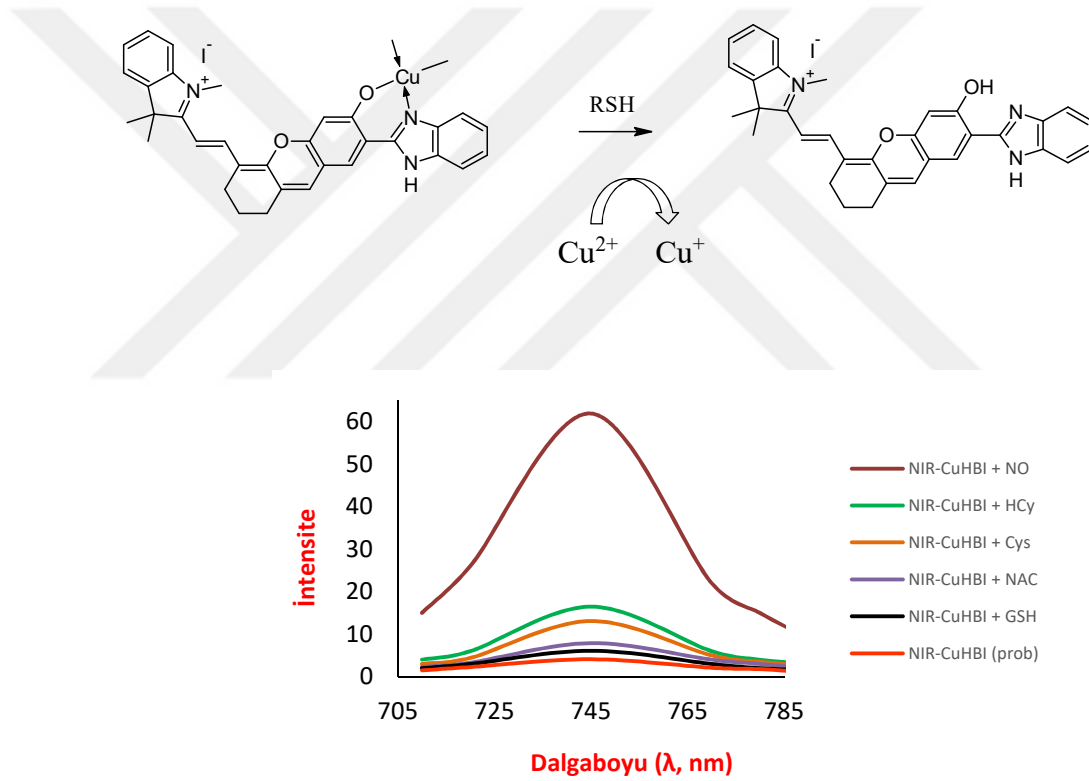 I-
N+
Cu
O
N
O
N
H
RSH
Cu2+
Cu+
I-
N+
OH
O
N
N
H
60
50
40
30
20
10
0
705
725
745
765
785
intensite
Dalgaboyu (λ, nm)
NIR-CuHBI + NO
NIR-CuHBI + HCy
NIR-CuHBI + Cys
NIR-CuHBI + NAC
NIR-CuHBI + GSH
NIR-CuHBI (prob)